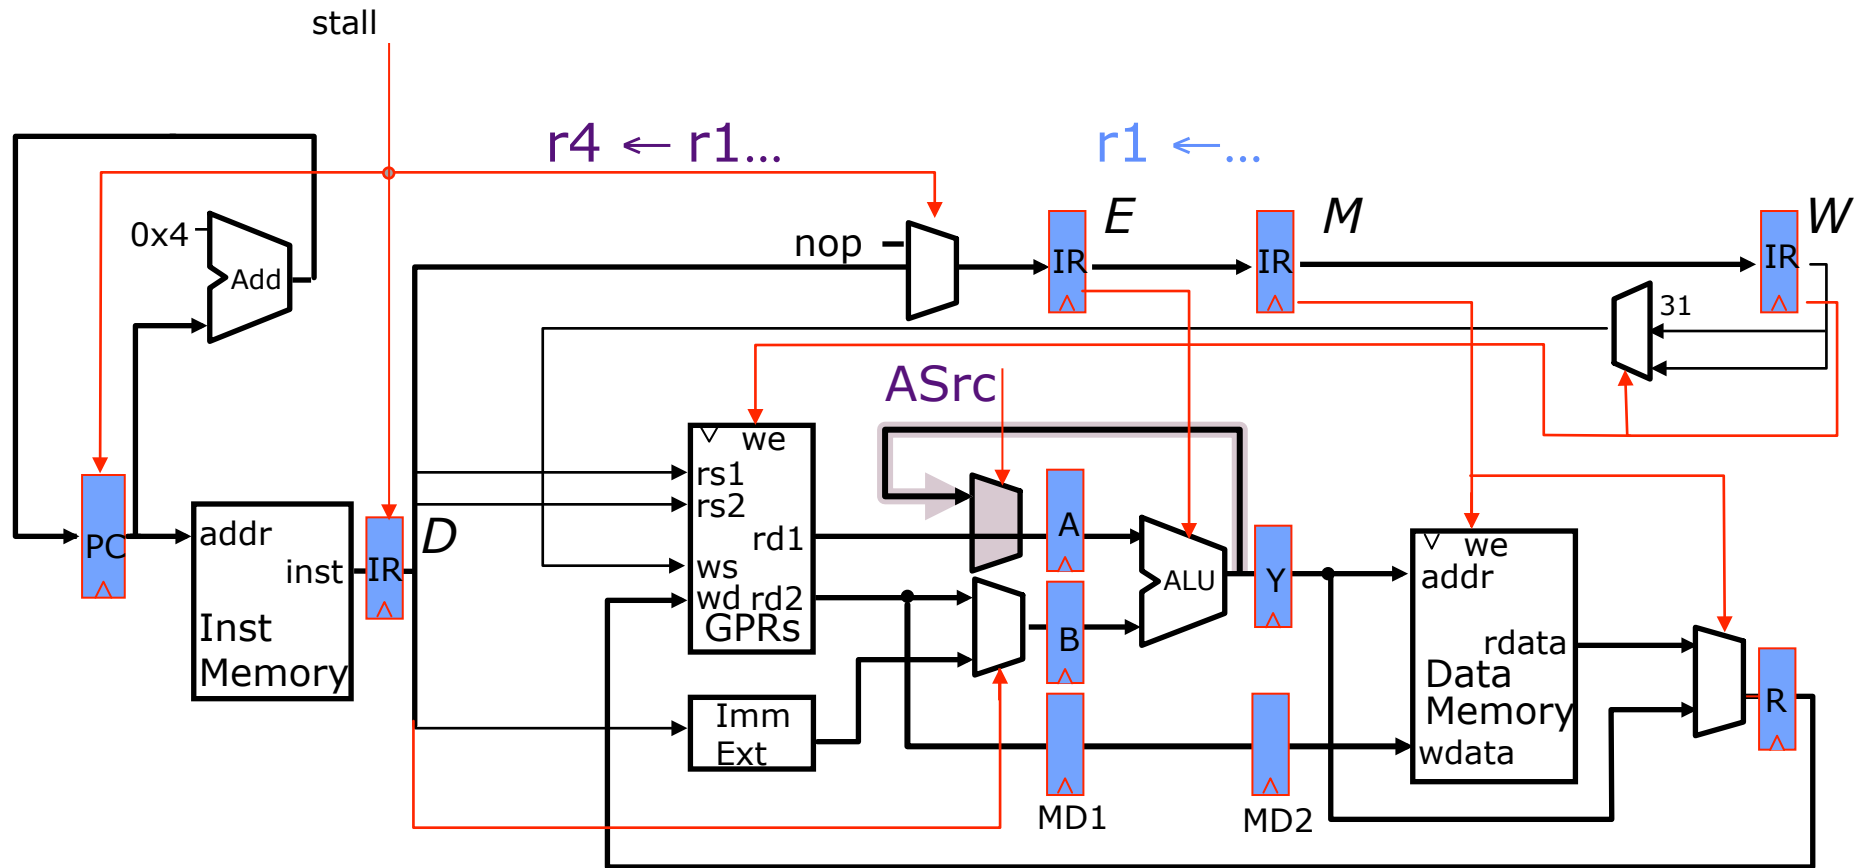 stall
r4 ← r1...
r1 ←...
E
M
W
0x4
Add
nop
IR
IR
IR
31
ASrc
we
rs1
rs2
rd1
ws
wd rd2
GPRs
PC
addr
inst
Inst
Memory
IR
D
A
B
ALU
Y
we
addr
rdata
Data
Memory
wdata
R
Imm
Ext
MD1
MD2